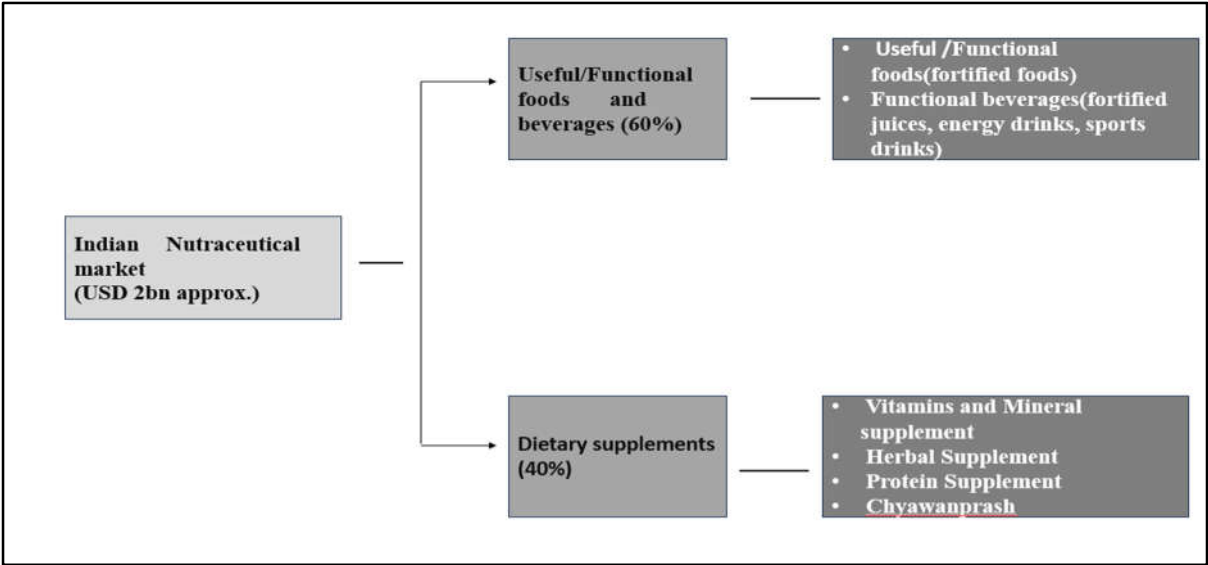 Indian Nutraceutical
market
(USD 2bn approx.)
Useful/Functional
foods and
beverages (60%)
• Useful /Functional
foods(fortified foods)
• Functional beverages(fortified
juices, energy drinks, sports
drinks)
Dietary supplements
(40%)
• Vitamins and Mineral
supplement
• Herbal Supplement
• Protein Supplement
• Chyawanprash